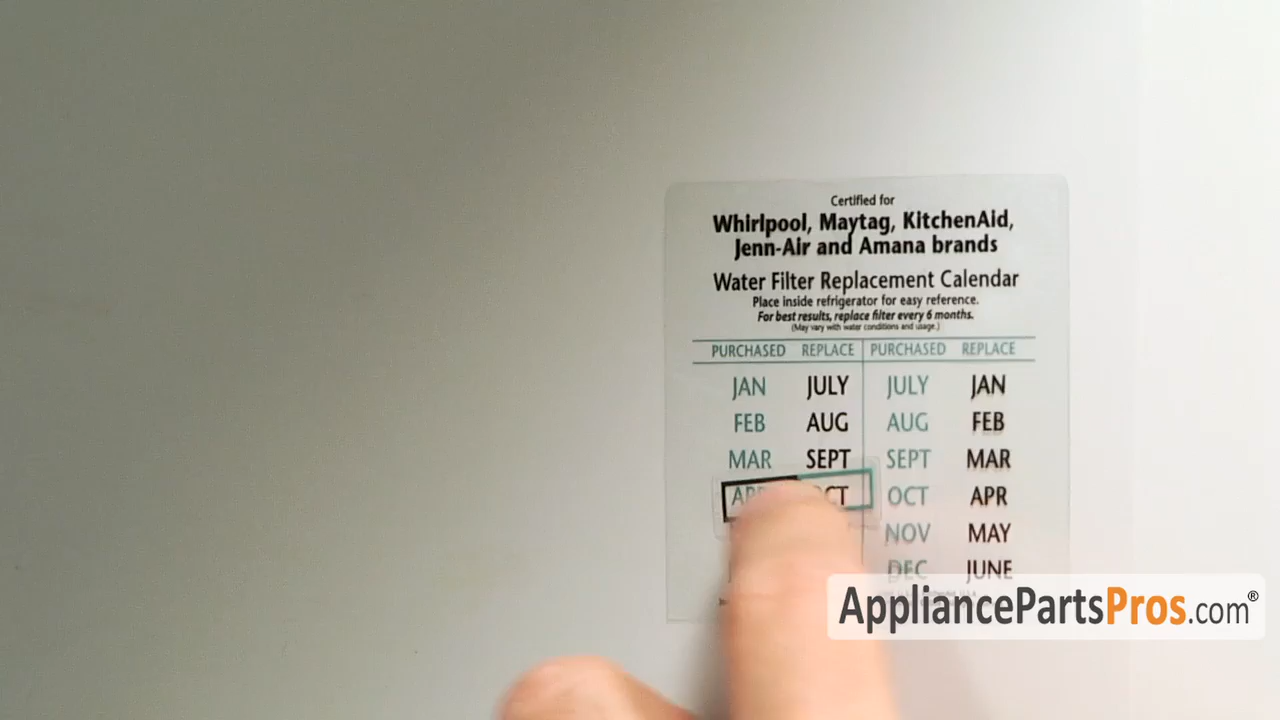 Certified for
Whirlpool, Maytag, KitchenAid,
Jenn-Air and Amana brands
Water Filter Replacement Calendar
Place inside refrigerator for easy reference.
For best results, replace filter every 6 months.
(May vary with water conditions and usage.)
PURCHASED REPLACE PURCHASED REPLACE
JAN JULY JULY JAN
FEB AUG AUG FEB
MAR SEPT SEPT MAR
APR OCT OCT APR
NOV MAY
DEC JUNE
AppliancePartsPros.com®